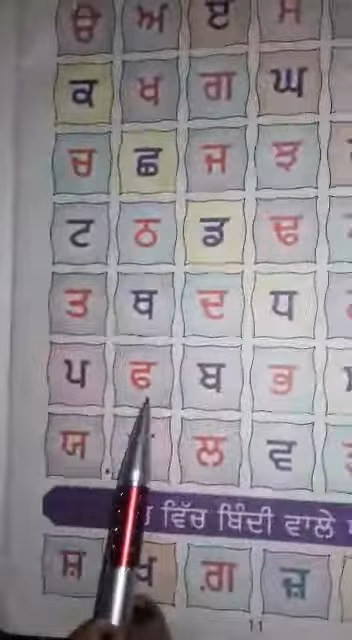 ੳ ਅ ੲ ਸ
ਕ ਖ ਗ ਘ
ਚ ਛ ਜ ਝ
ਟ ਠ ਡ ਢ
ਤ ਥ ਦ ਧ
ਪ ਫ ਬ ਭ
ਯ ਲ ਵ
ਵਿੱਚ ਬਿੰਦੀ ਵਾਲੇ
ਸ਼ ਗ਼ ਜ਼
11